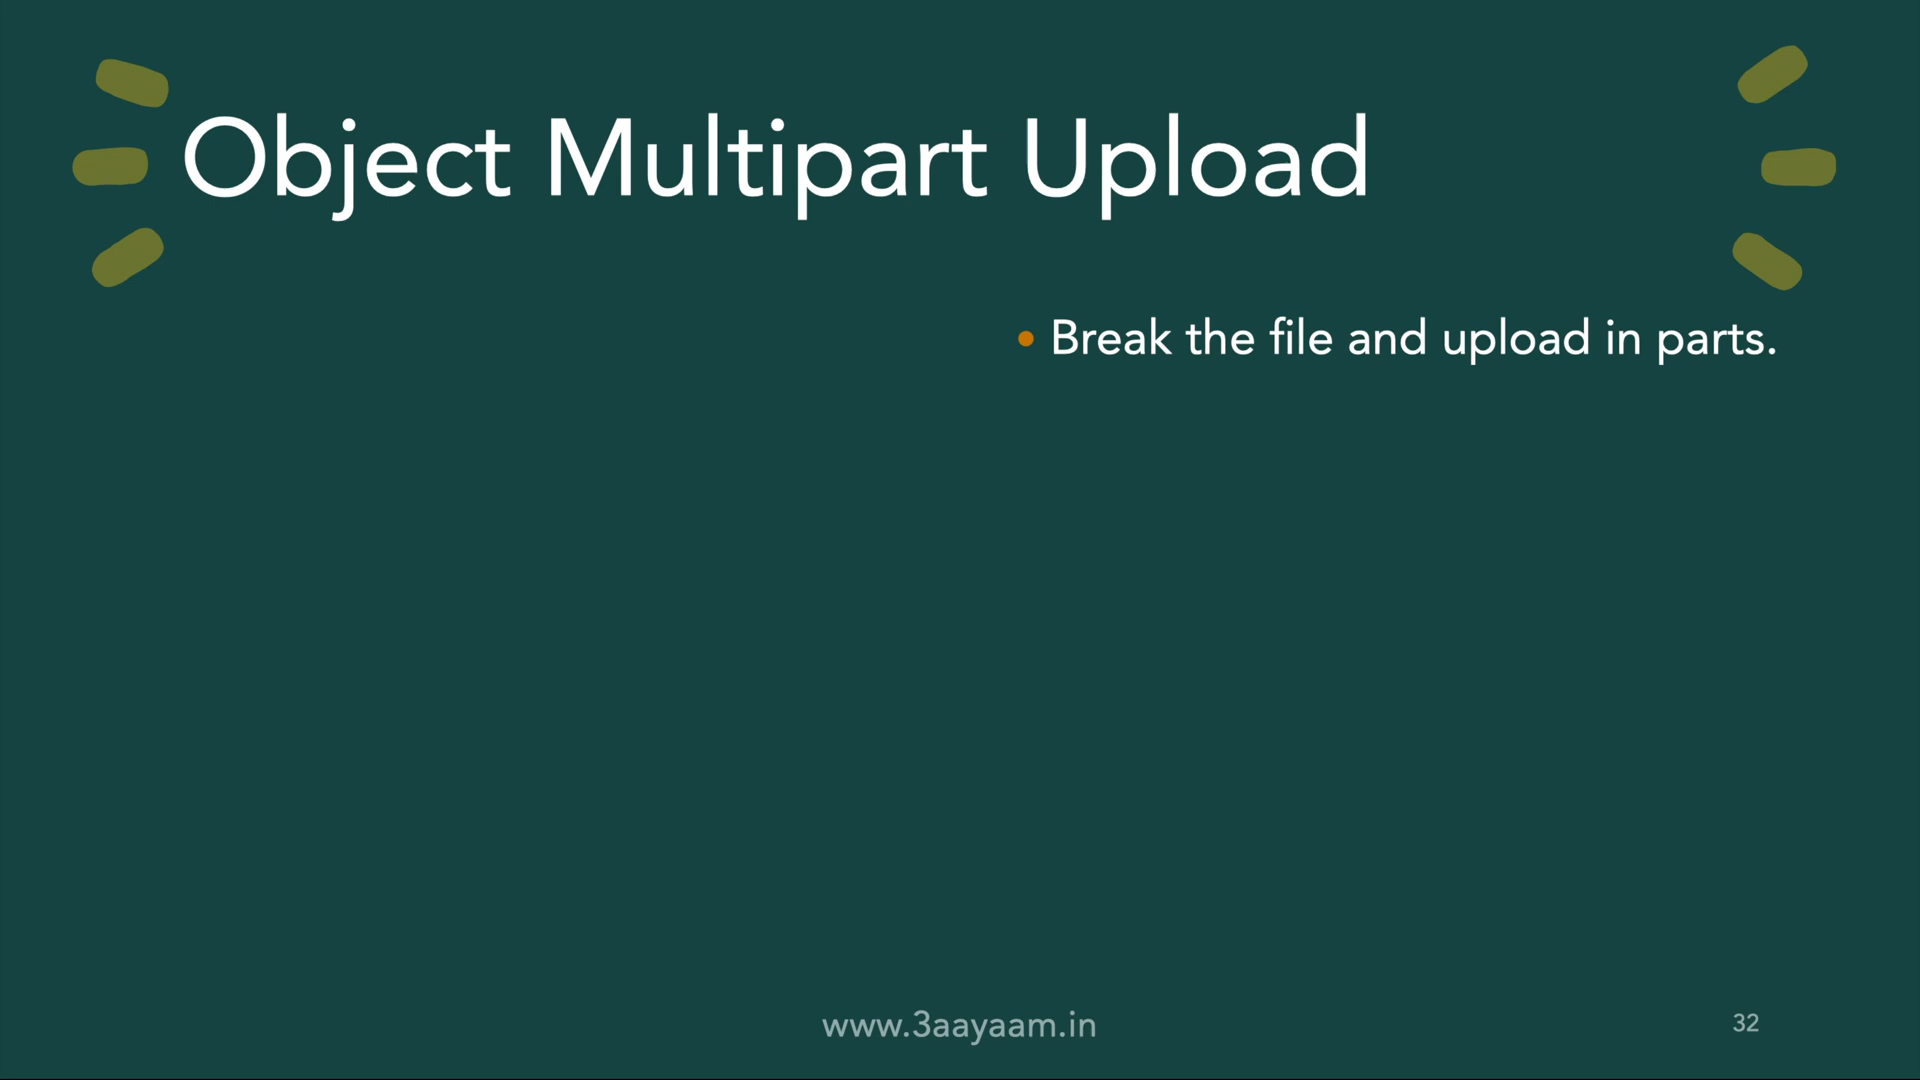 Object Multipart Upload
• Break the file and upload in parts.
www.3aayaam.in
32